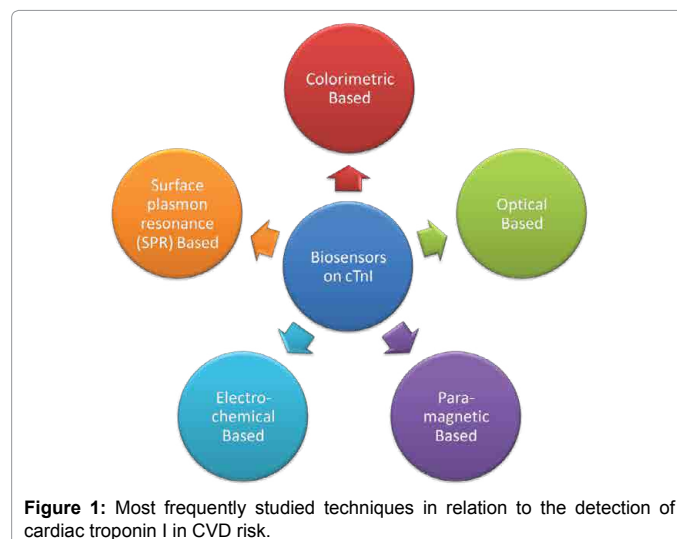 Colorimetric
Based
Surface
plasmon
resonance
(SPR) Based
Optical
Based
Biosensors
on cTnI
Electro-
chemical
Based
Para-
magnetic
Based
Figure 1: Most frequently studied techniques in relation to the detection of
cardiac troponin I in CVD risk.